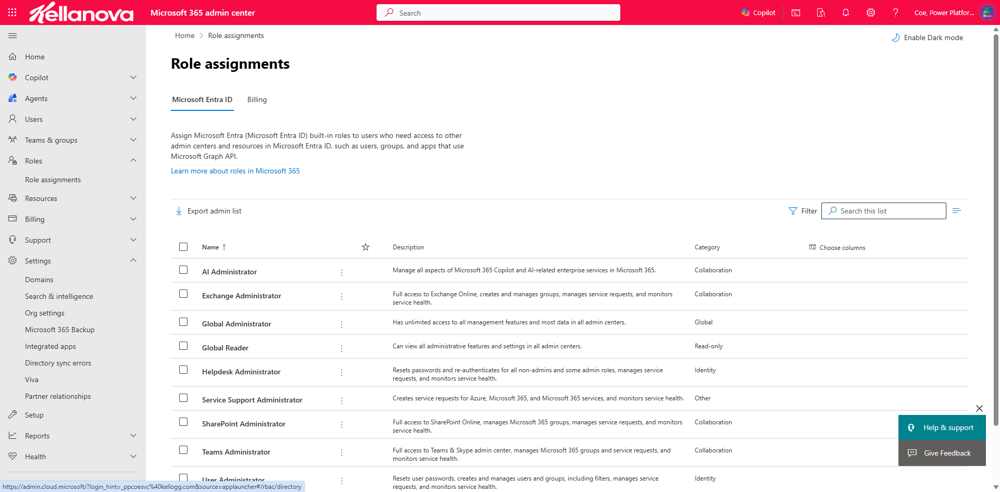 Kellanova
Microsoft 365 admin center
Search
Copilot
Coe, Power Platfor...
Home
Copilot
Agents
Users
Teams & groups
Roles
Role assignments
Resources
Billing
Support
Settings
Domains
Search & intelligence
Org settings
Microsoft 365 Backup
Integrated apps
Directory sync errors
Viva
Partner relationships
Setup
Reports
Health
Home > Role assignments
Enable Dark mode
Role assignments
Microsoft Entra ID
Billing
Assign Microsoft Entra (Microsoft Entra ID) built-in roles to users who need access to other
admin centers and resources in Microsoft Entra ID, such as users, groups, and apps that use
Microsoft Graph API.
Learn more about roles in Microsoft 365
Export admin list
Filter
Search this list
Name ↑
Description
Category
Choose columns
AI Administrator
Manage all aspects of Microsoft 365 Copilot and AI-related enterprise services in Microsoft 365.
Collaboration
Exchange Administrator
Full access to Exchange Online, creates and manages groups, manages service requests, and monitors
service health.
Collaboration
Global Administrator
Has unlimited access to all management features and most data in all admin centers.
Global
Global Reader
Can view all administrative features and settings in all admin centers.
Read-only
Helpdesk Administrator
Resets passwords and re-authenticates for all non-admins and some admin roles, manages service
requests, and monitors service health.
Identity
Service Support Administrator
Creates service requests for Azure, Microsoft 365, and Microsoft 365 services, and monitors service health.
Other
SharePoint Administrator
Full access to SharePoint Online, manages Microsoft 365 groups, manages service requests, and monitors
service health.
Collaboration
Teams Administrator
Full access to Teams & Skype admin center, manages Microsoft 365 groups and service requests, and
monitors service health.
Collaboration
User Administrator
Resets user passwords, creates and manages users and groups, including filters, manages service
requests, and monitors service health.
Identity
Help & support
Give Feedback
https://admin.cloud.microsoft/?login_hint=_ppcoesvc%40kellogg.com&source=applauncher#/rbac/directory